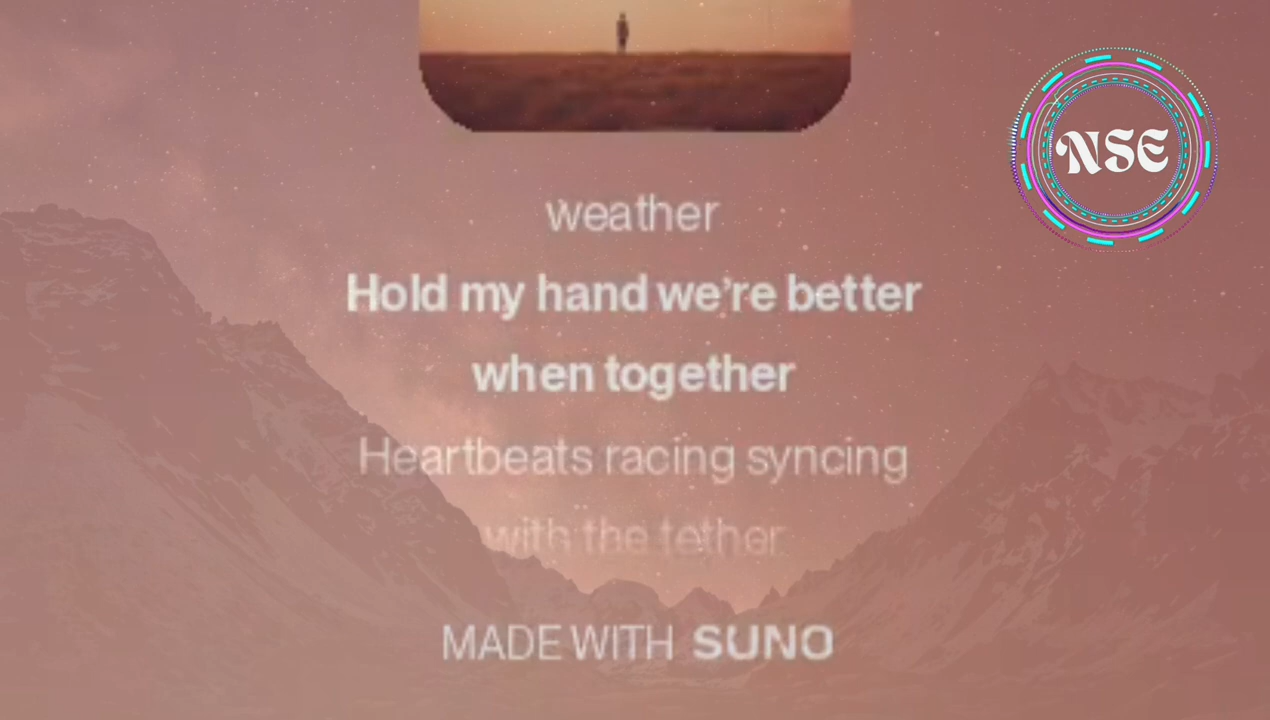 NSE
weather
Hold my hand we're better
when together
Heartbeats racing syncing
with the tether
MADE WITH SUNO